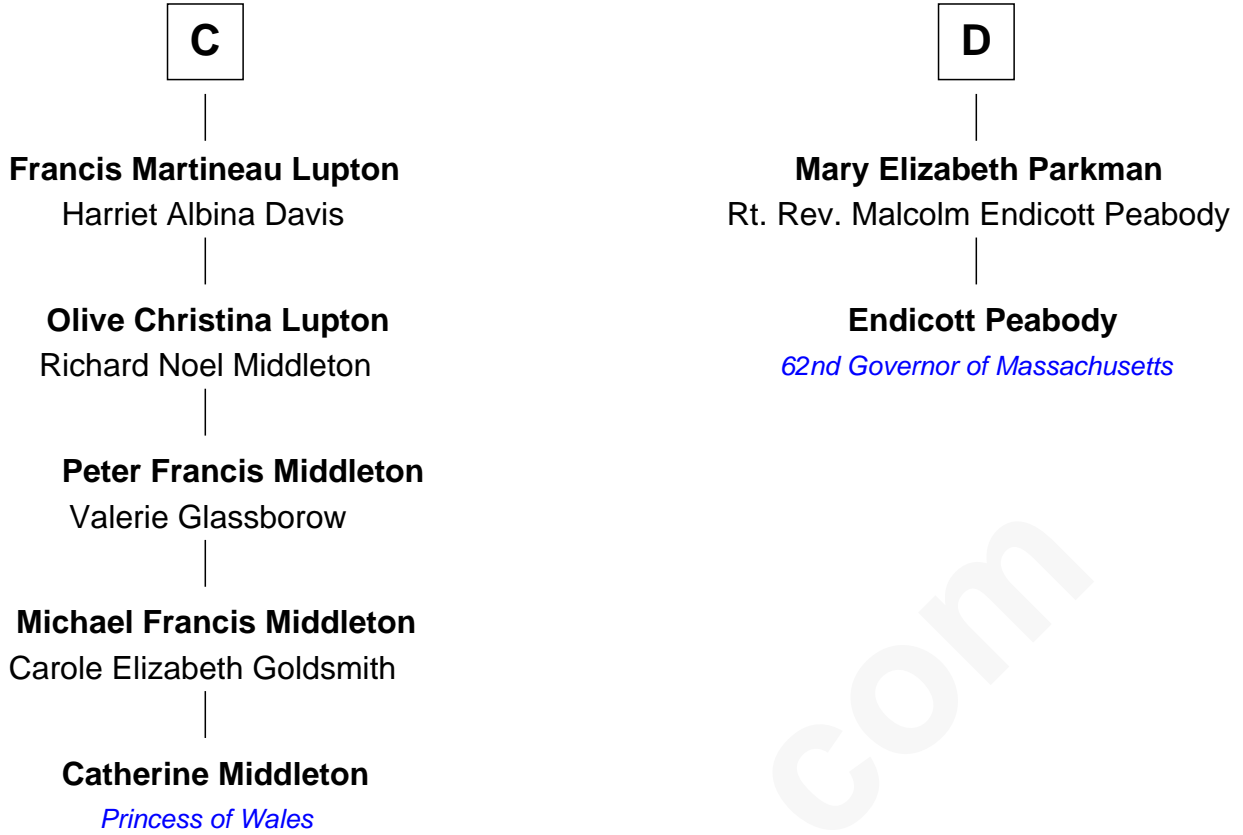 C
Francis Martineau Lupton
Harriet Albina Davis
Olive Christina Lupton
Richard Noel Middleton
Peter Francis Middleton
Valerie Glassborow
Michael Francis Middleton
Carole Elizabeth Goldsmith
Catherine Middleton
Princess of Wales
D
Mary Elizabeth Parkman
Rt. Rev. Malcolm Endicott Peabody
Endicott Peabody
62nd Governor of Massachusetts
com